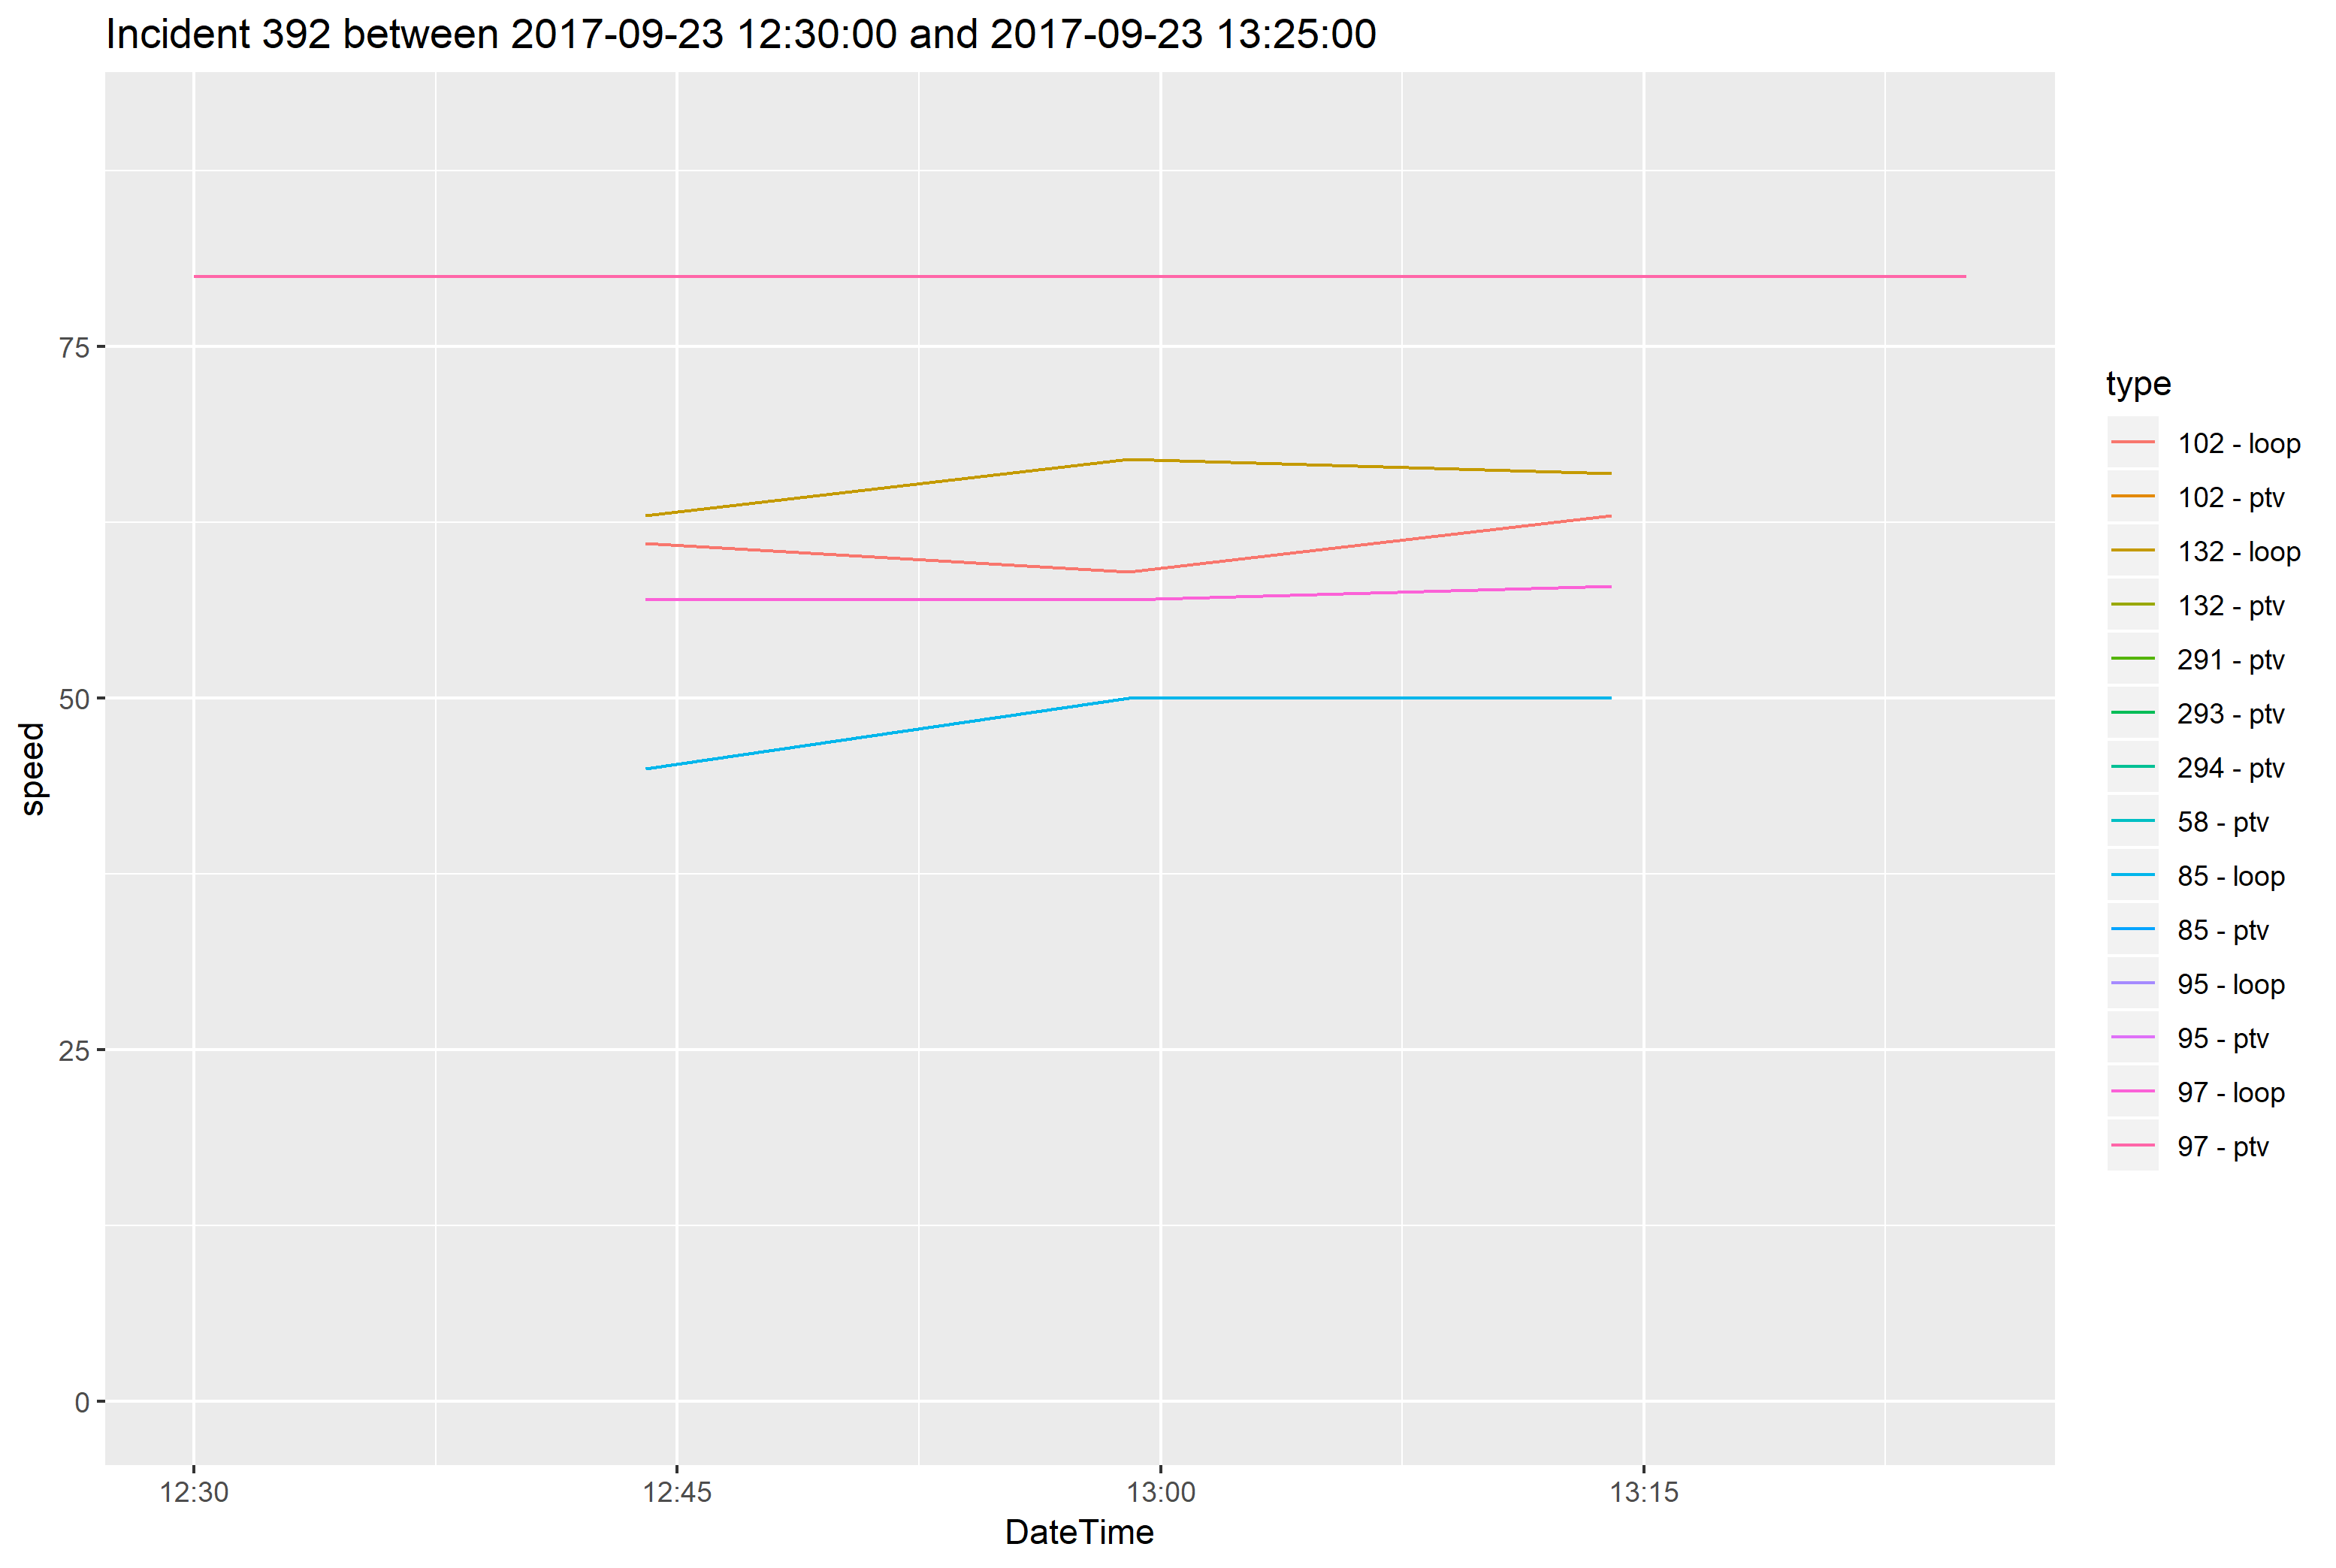 Incident 392 between 2017-09-23 12:30:00 and 2017-09-23 13:25:00
75
50
25
0
speed
12:30
12:45
13:00
13:15
DateTime
type
102 - loop
102 - ptv
132 - loop
132 - ptv
291 - ptv
293 - ptv
294 - ptv
58 - ptv
85 - loop
85 - ptv
95 - loop
95 - ptv
97 - loop
97 - ptv